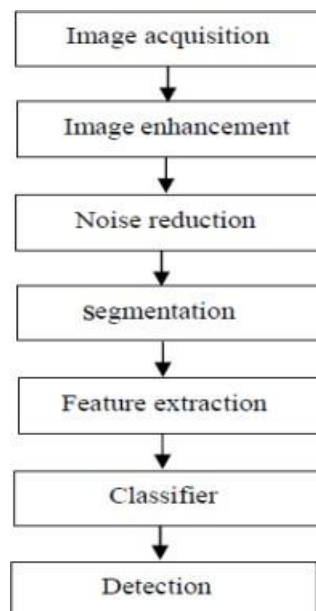 Image acquisition
Image enhancement
Noise reduction
Segmentation
Feature extraction
Classifier
Detection